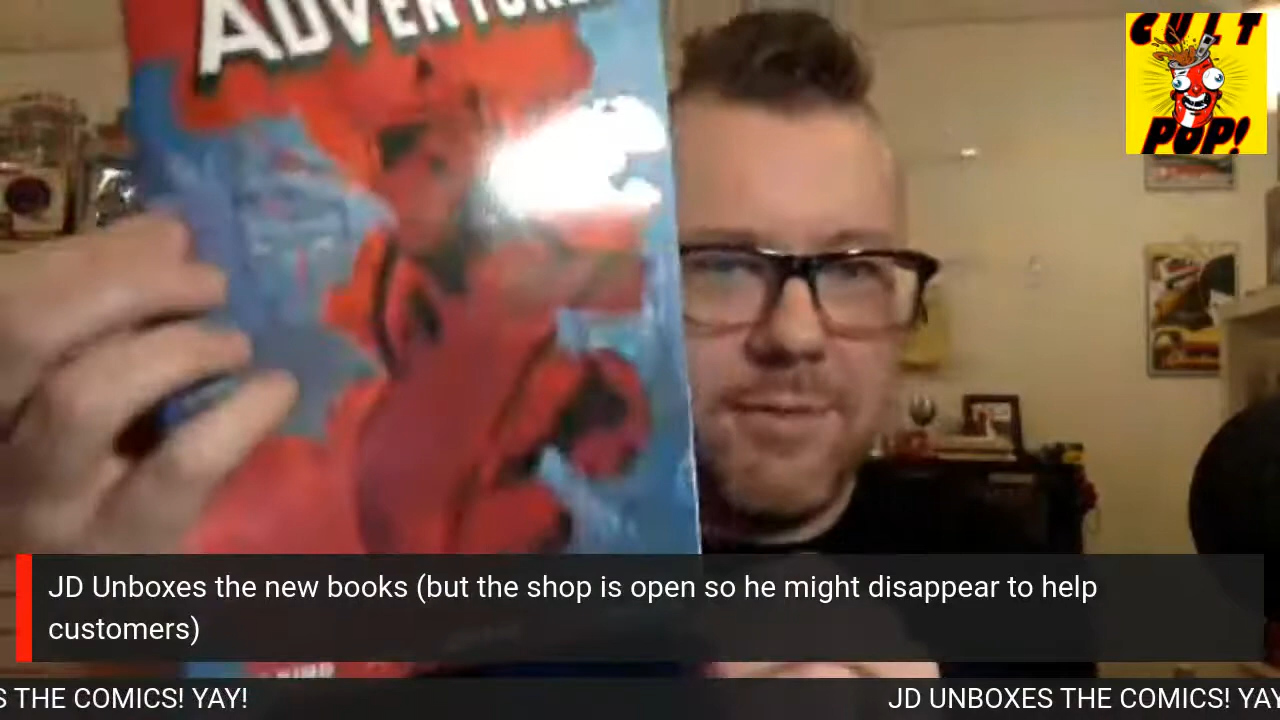 ADVENTURE
CULT
POP!
JD Unboxes the new books (but the shop is open so he might disappear to help
customers)
S THE COMICS! YAY!
JD UNBOXES THE COMICS! YAY